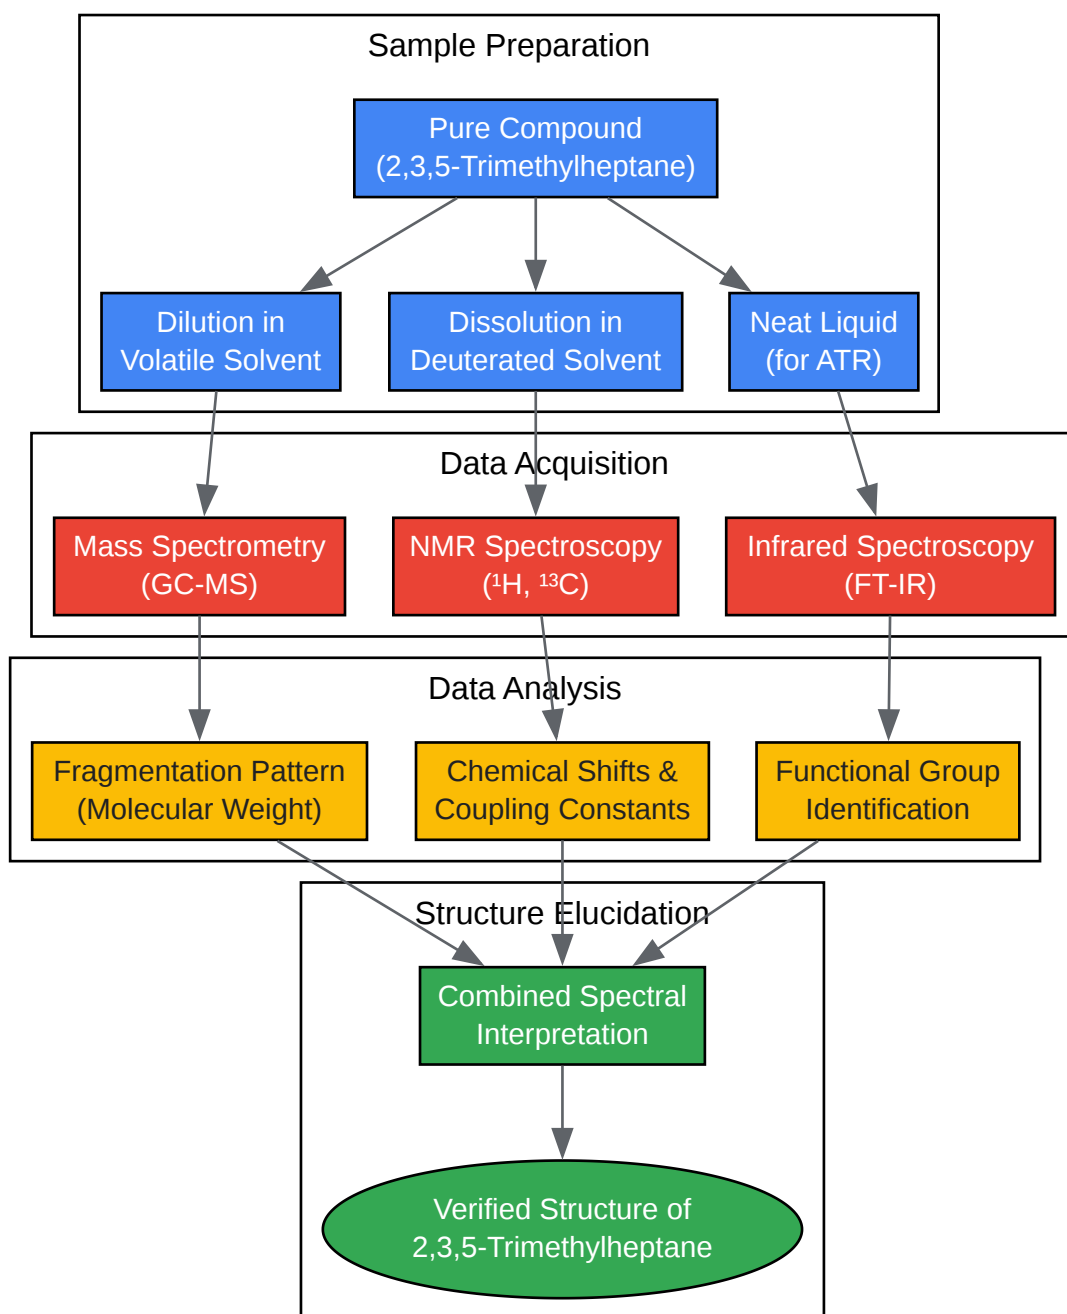 Sample Preparation
Pure Compound
(2,3,5-Trimethylheptane)
Dilution in
Volatile Solvent
Dissolution in
Deuterated Solvent
Neat Liquid
(for ATR)
Data Acquisition
Mass Spectrometry
(GC-MS)
NMR Spectroscopy
(¹H, ¹³C)
Infrared Spectroscopy
(FT-IR)
Data Analysis
Fragmentation Pattern
(Molecular Weight)
Chemical Shifts &
Coupling Constants
Functional Group
Identification
Structure Elucidation
Combined Spectral
Interpretation
Verified Structure of
2,3,5-Trimethylheptane